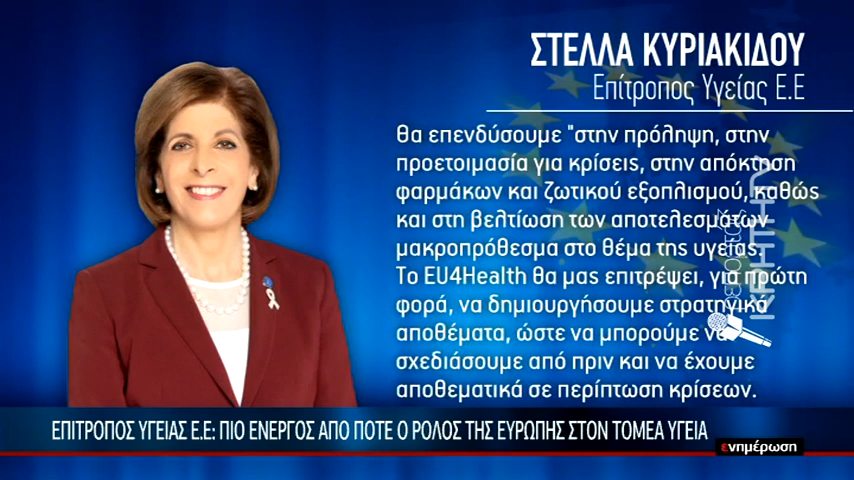 ΣΤΕΛΛΑ ΚΥΡΙΑΚΙΔΟΥ
Επίτροπος Υγείας Ε.Ε
θα επενδύσουμε "στην πρόληψη, στην
προετοιμασία για κρίσεις, στην απόκτηση
φαρμάκων και ζωτικού εξοπλισμού, καθώς
και στη βελτίωση των αποτελεσμάτων
μακροπρόθεσμα στο θέμα της υγείας.
Το EU4Health θα μας επιτρέψει, για πρώτη
φορά, να δημιουργήσουμε στρατηγικά
αποθέματα, ώστε να μπορούμε να
σχεδιάσουμε από πριν και να έχουμε
αποθεματικά σε περίπτωση κρίσεων.
ΚΡΗΤΗ TV
ΕΠΙΤΡΟΠΟΣ ΥΓΕΙΑΣ Ε.Ε: ΠΙΟ ΕΝΕΡΓΟΣ ΑΠΟ ΠΟΤΕ Ο ΡΟΛΟΣ ΤΗΣ ΕΥΡΩΠΗΣ ΣΤΟΝ ΤΟΜΕΑ ΥΓΕΙΑ
ενημέρωση